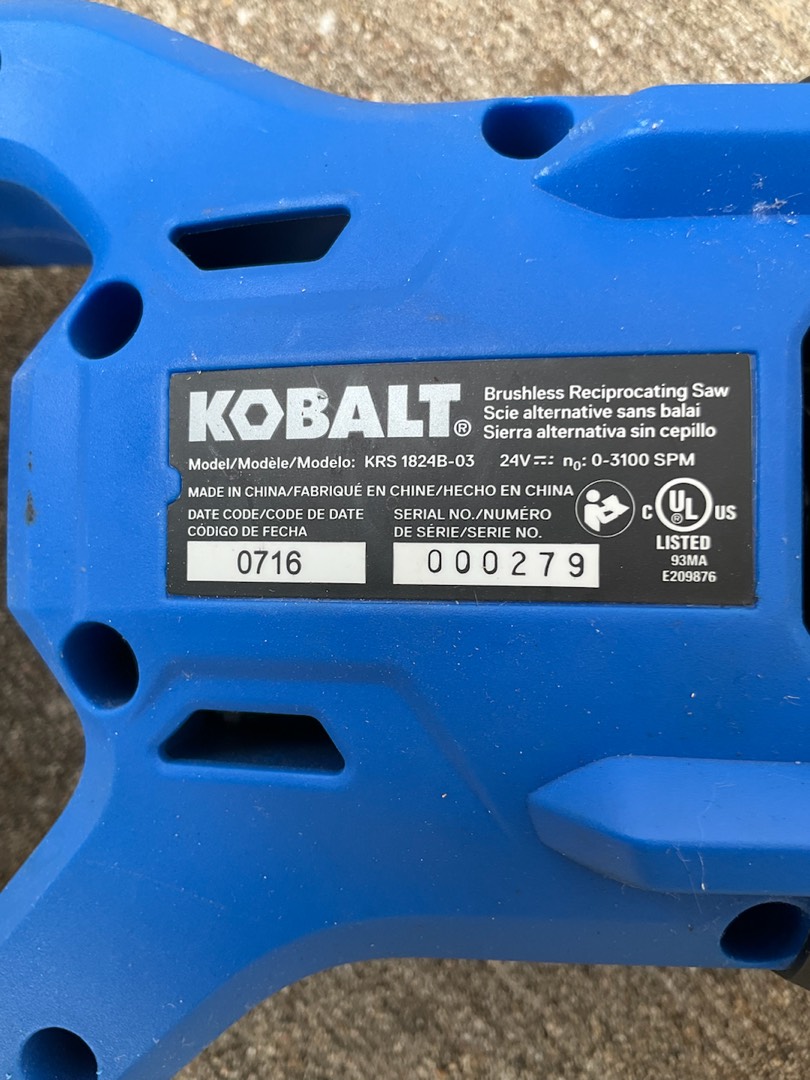 KOBALT®
Brushless Reciprocating Saw
Scie alternative sans balai
Sierra alternativa sin cepillo
Model/Modèle/Modelo: KRS 1824B-03 24V⎓ n₀: 0-3100 SPM
MADE IN CHINA/FABRIQUÉ EN CHINE/HECHO EN CHINA
DATE CODE/CODE DE DATE
CÓDIGO DE FECHA
0716
SERIAL NO./NUMÉRO
DE SÉRIE/SERIE NO.
000279
C UL® US
LISTED
93MA
E209876